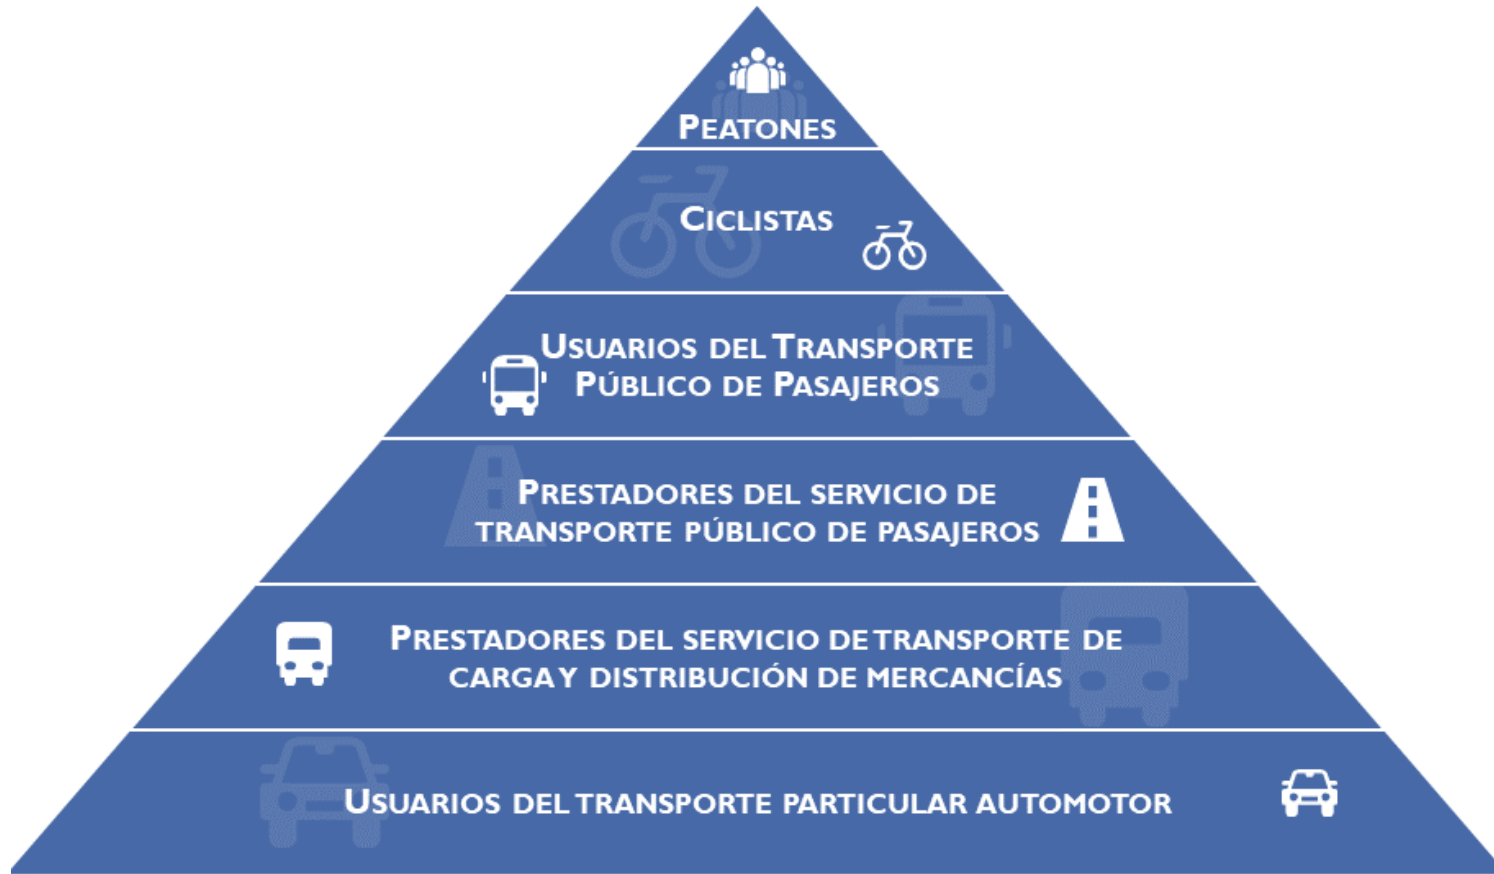 Peatones
Ciclistas
Usuarios del Transporte
Público de Pasajeros
Prestadores del servicio de
transporte público de pasajeros
Prestadores del servicio de transporte de
carga y distribución de mercancías
Usuarios del transporte particular automotor